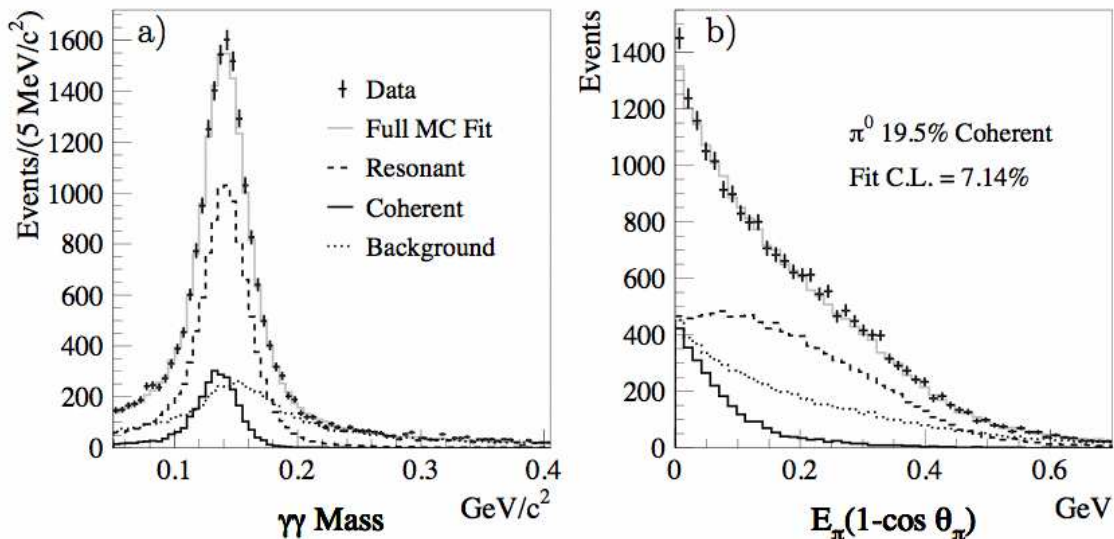 a)
Events/(5 MeV/c²)
1600
1400
1200
1000
800
600
400
200
0
Data
Full MC Fit
Resonant
Coherent
Background
0.1 0.2 0.3 0.4
GeV/c²
γγ Mass
b)
Events
1400
1200
1000
800
600
400
200
0
π⁰ 19.5% Coherent
Fit C.L. = 7.14%
0 0.2 0.4 0.6
GeV
E_π(1-cos θ_π)